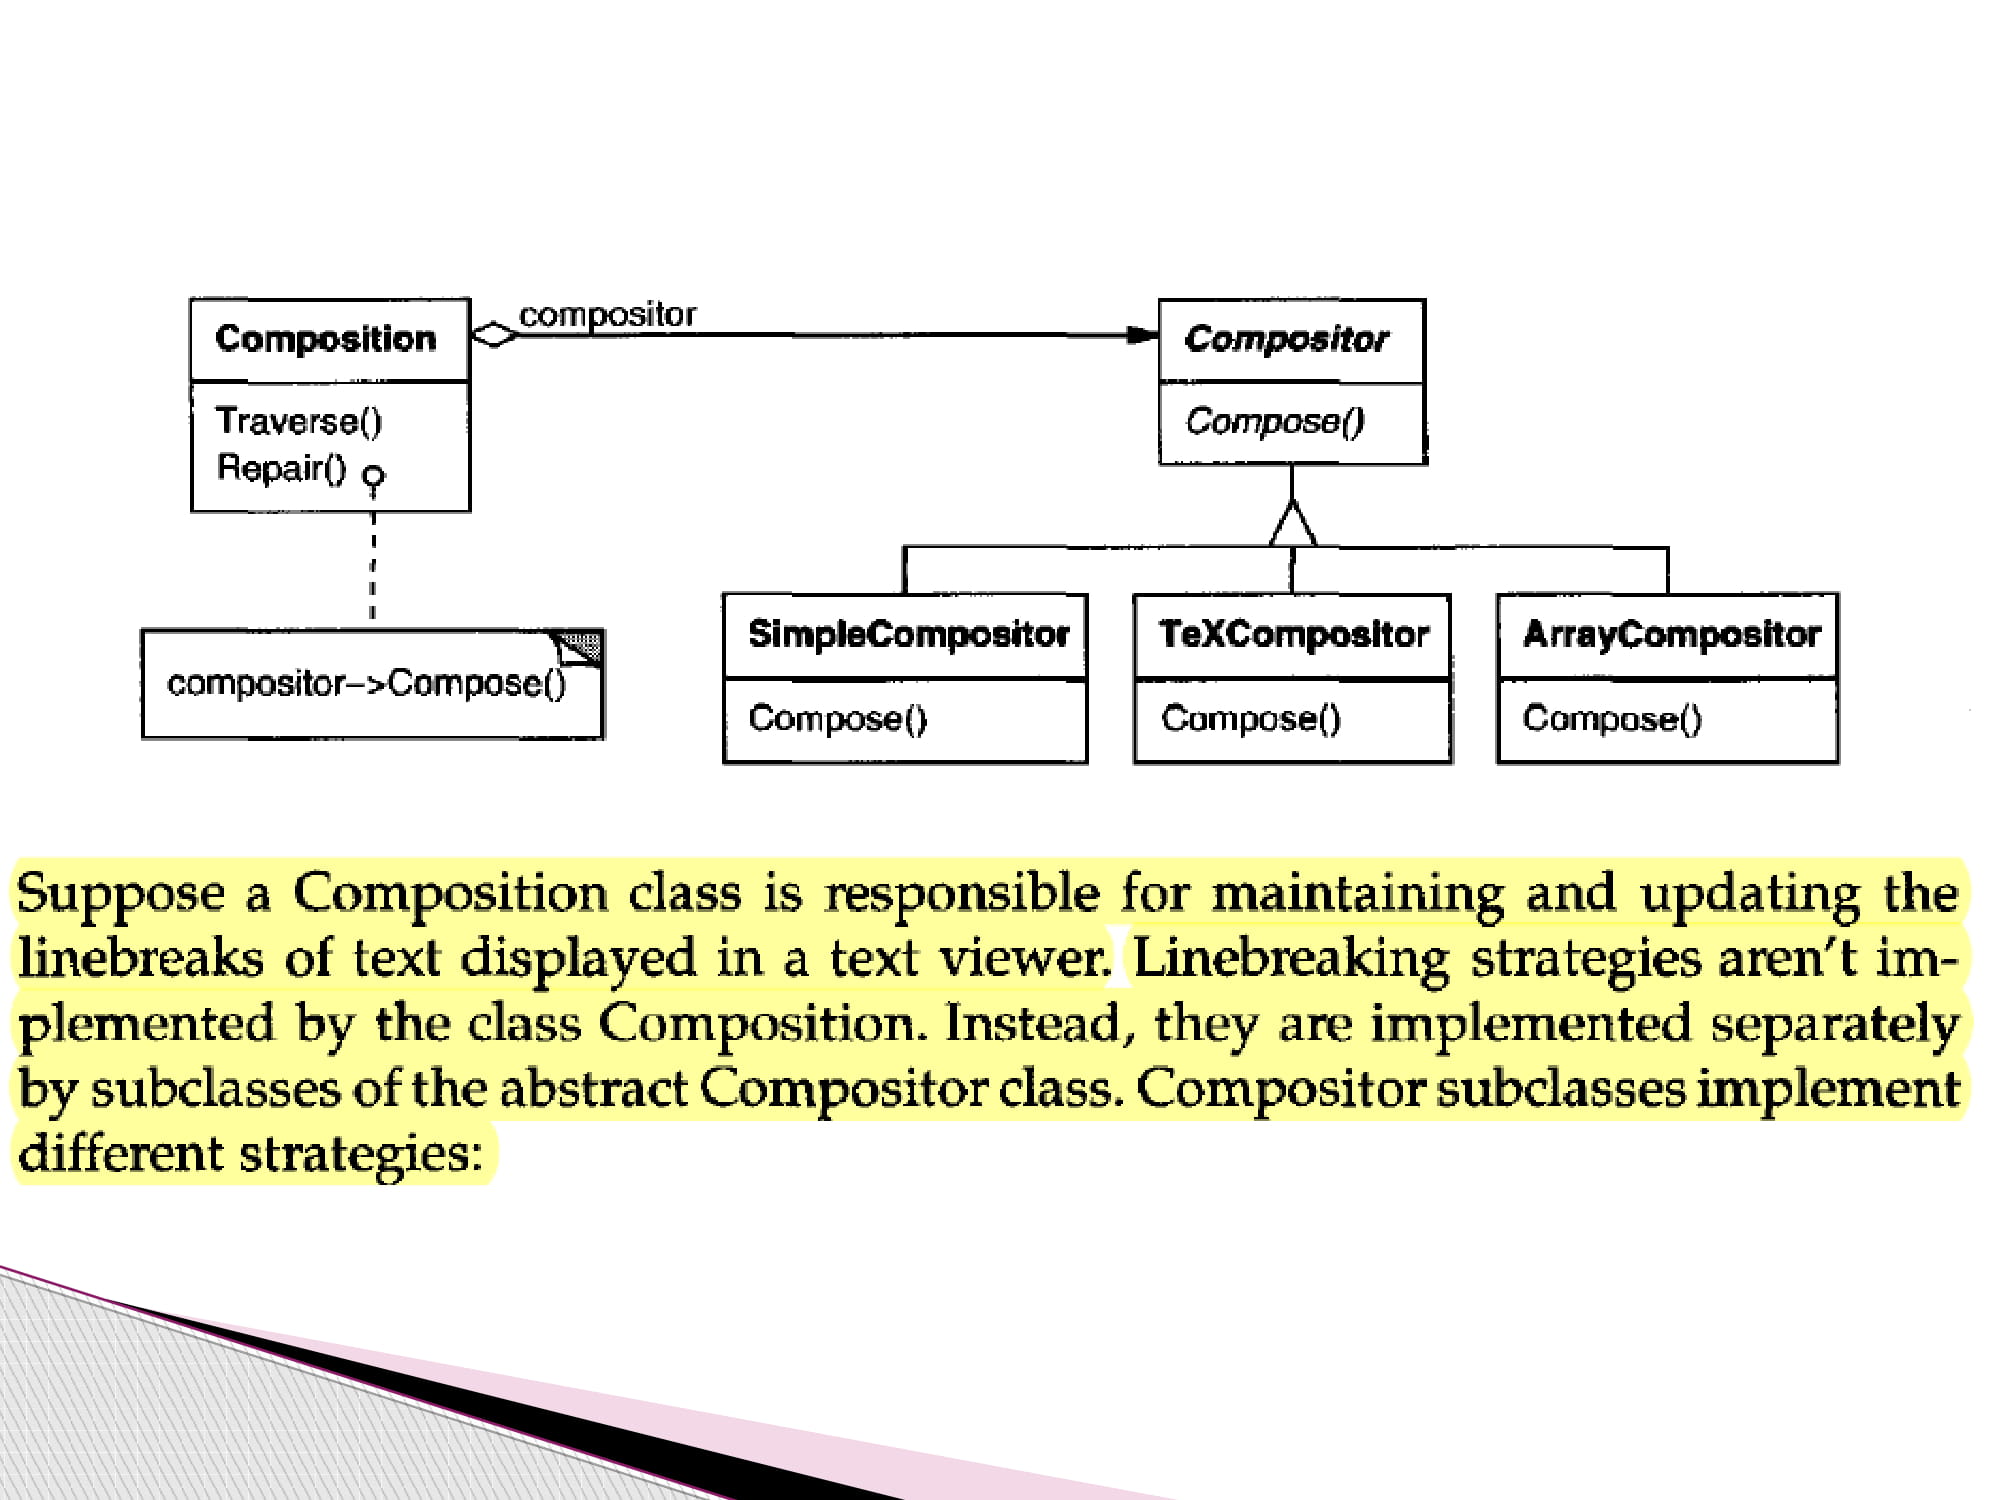 compositor
Composition
Compositor
Traverse()
Repair()
Compose()
compositor–>Compose()
SimpleCompositor
TeXCompositor
ArrayCompositor
Compose()
Compose()
Compose()
Suppose a Composition class is responsible for maintaining and updating the
linebreaks of text displayed in a text viewer. Linebreaking strategies aren't im-
plemented by the class Composition. Instead, they are implemented separately
by subclasses of the abstract Compositor class. Compositor subclasses implement
different strategies: